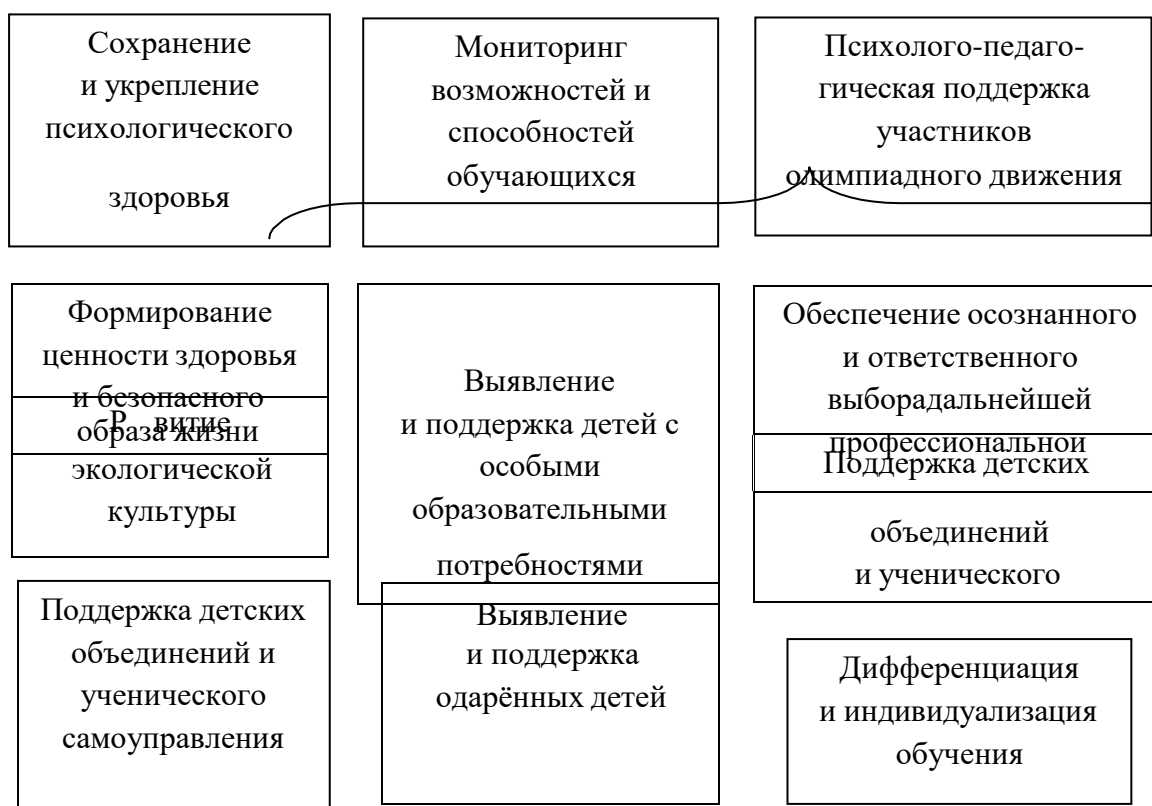 Сохранение
и укрепление
психологического
здоровья
Мониторинг
возможностей и
способностей
обучающихся
Психолого-педаго-
гическая поддержка
участников
олимпиадного движения
Формирование
ценности здоровья
и безопасного
образа жизни
Р витие
экологической
культуры
Выявление
и поддержка детей с
особыми
образовательными
потребностями
Обеспечение осознанного
и ответственного
выборадальнейшей
профессиональной
Поддержка детских
объединений
и ученического
Поддержка детских
объединений и
ученического
самоуправления
Выявление
и поддержка
одарённых детей
Дифференциация
и индивидуализация
обучения